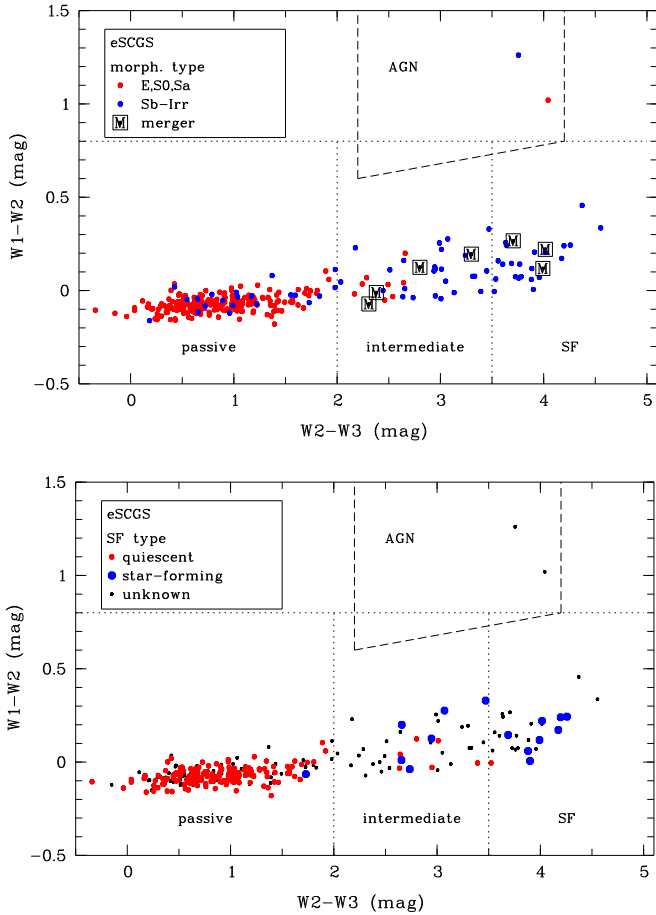 1.5
eSCGS
morph. type
E,S0,Sa
Sb-Irr
merger
AGN
1
0.5
0
-0.5
W1-W2 (mag)
passive
intermediate
SF
0 1 2 3 4 5
W2-W3 (mag)
1.5
eSCGS
SF type
quiescent
star-forming
unknown
AGN
1
0.5
0
-0.5
W1-W2 (mag)
passive
intermediate
SF
0 1 2 3 4 5
W2-W3 (mag)